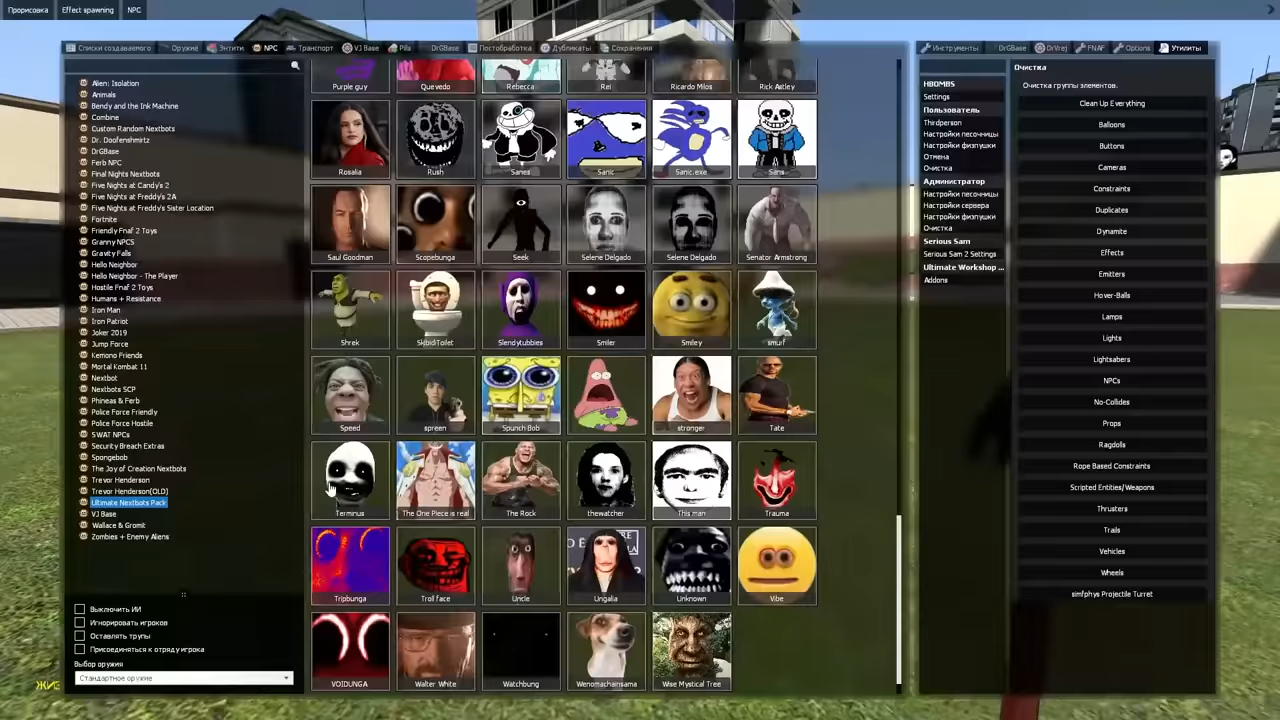 Прорисовка Effect spawning NPC
Списки создаваемого Оружие Энтити NPC Транспорт VJ Base Pills DrGBase Постобработка Дубликаты Сохранения
Инструменты DrGBase DrVrej FNAF Options Утилиты
Alien: Isolation
Animals
Bendy and the Ink Machine
Combine
Custom Random Nextbots
Dr. Doofenshmirtz
DrGBase
Ferb NPC
Final Nights Nextbots
Five Nights at Candy's 2
Five Nights at Freddy's 2A
Five Nights at Freddy's Sister Location
Fortnite
Friendly Fnaf 2 Toys
Granny NPCS
Gravity Falls
Hello Neighbor
Hello Neighbor - The Player
Hostile Fnaf 2 Toys
Humans + Resistance
Iron Man
Iron Patriot
Joker 2019
Jump Force
Kemono Friends
Mortal Kombat 11
Nextbot
Nextbots SCP
Phineas & Ferb
Police Force Friendly
Police Force Hostile
SWAT NPCs
Security Breach Extras
Spongebob
The Joy of Creation Nextbots
Trevor Henderson
Trevor Henderson(OLD)
Ultimate Nextbots Pack
VJ Base
Wallace & Gromit
Zombies + Enemy Aliens
Выключить ИИ
Игнорировать игроков
Оставлять трупы
Присоединяться к отряду игрока
Выбор оружия
Стандартное оружие
Purple guy Quevedo Rebecca Rei Ricardo Milos Rick Astley
Rosalia Rush Sanes Sanic Sanic.exe Sans
Saul Goodman Scopebunga Seek Selene Delgado Selene Delgado Senator Armstrong
Shrek SkibidiToilet Slendytubbies Smiler Smiley smurf
Speed spreen Spunch Bob stronger Tate
Terminus The One Piece is real The Rock thewatcher This man Trauma
Tripbunga Troll face Uncle Ungalia Unknown Vibe
VOIDUNGA Walter White Watchbung Wenomachainsama Wise Mystical Tree
HBOMBS
Settings
Пользователь
Thirdperson
Настройки песочницы
Настройки физпушки
Отмена
Очистка
Администратор
Настройки песочницы
Настройки сервера
Настройки физпушки
Очистка
Serious Sam
Serious Sam 2 Settings
Ultimate Workshop ...
Addons
Очистка
Очистка группы элементов.
Clean Up Everything
Balloons
Buttons
Cameras
Constraints
Duplicates
Dynamite
Effects
Emitters
Hover-Balls
Lamps
Lights
Lightsabers
NPCs
No-Collides
Props
Ragdolls
Rope Based Constraints
Scripted Entities/Weapons
Thrusters
Trails
Vehicles
Wheels
simfphys Projectile Turret